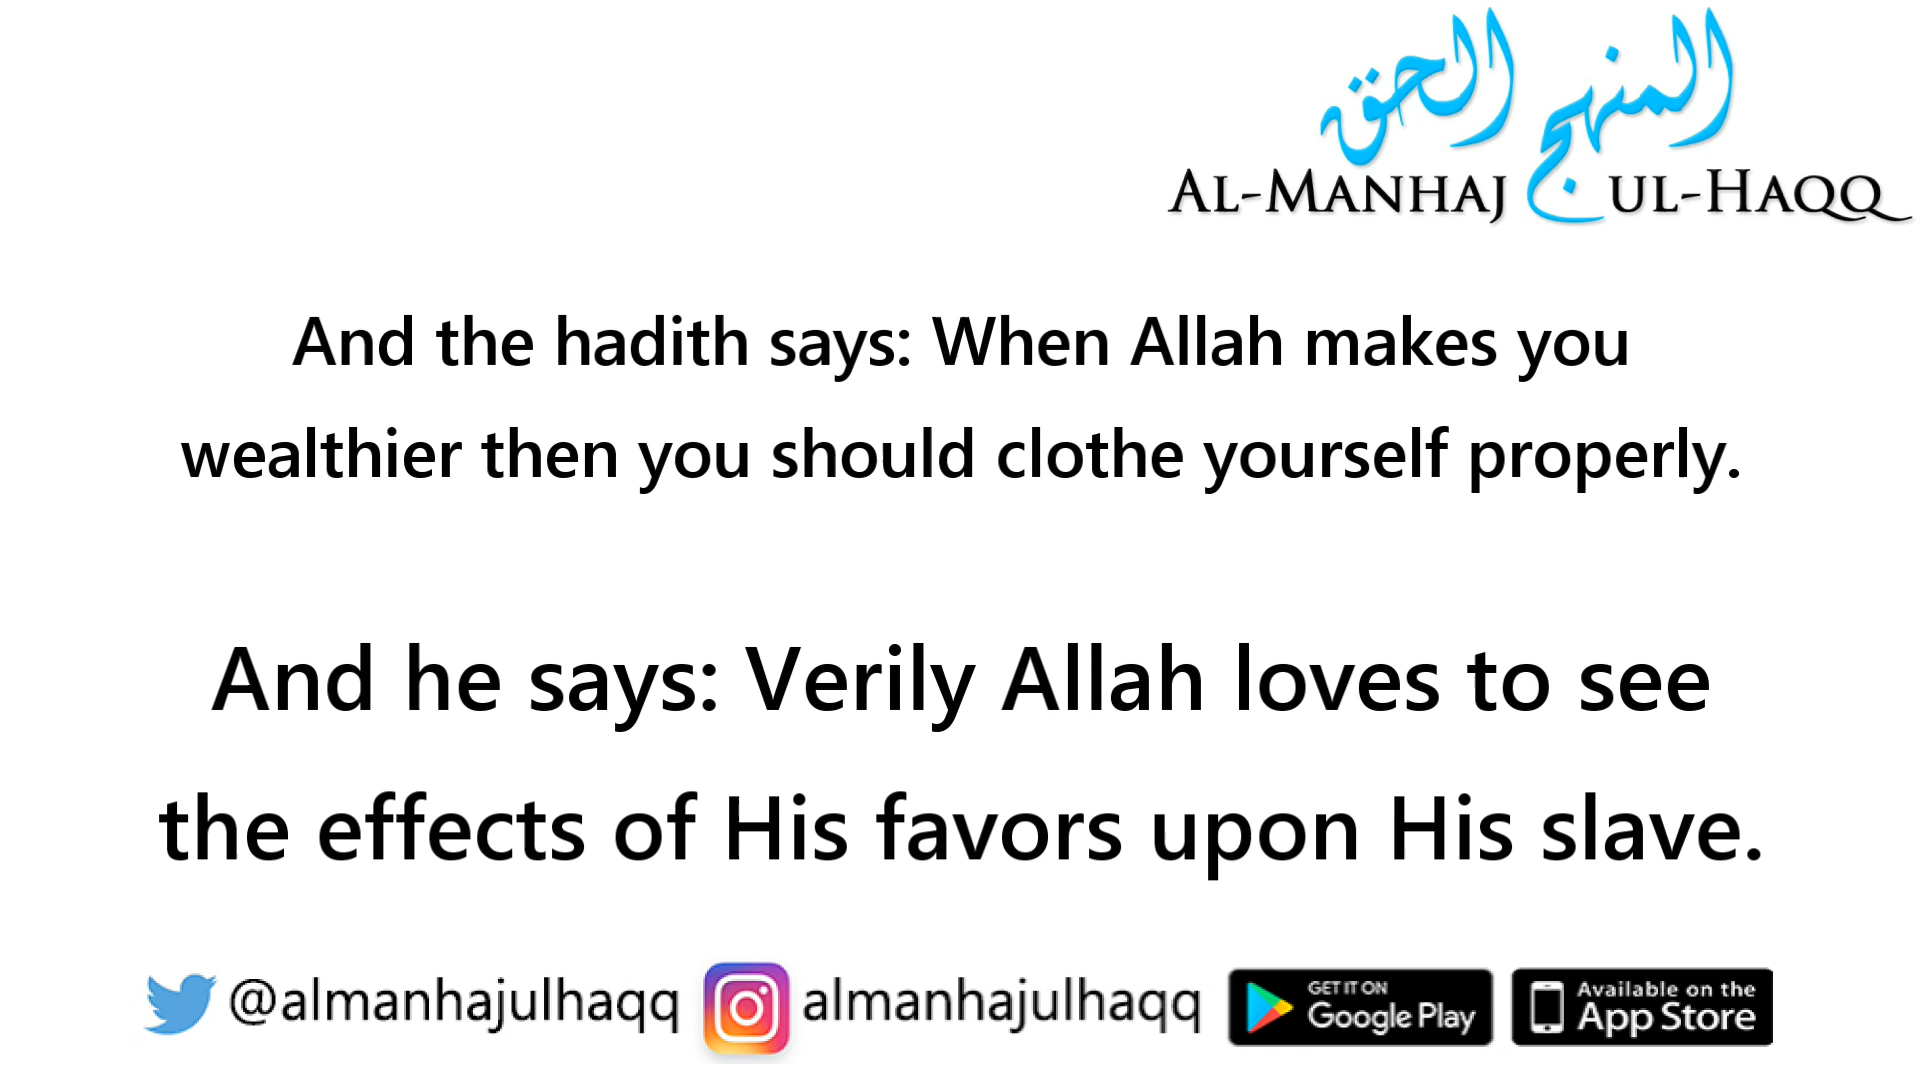 المنهج الحق
AL-MANHAJ UL-HAQQ
And the hadith says: When Allah makes you
wealthier then you should clothe yourself properly.
And he says: Verily Allah loves to see
the effects of His favors upon His slave.
@almanhajulhaqq almanhajulhaqq GET IT ON Google Play Available on the App Store